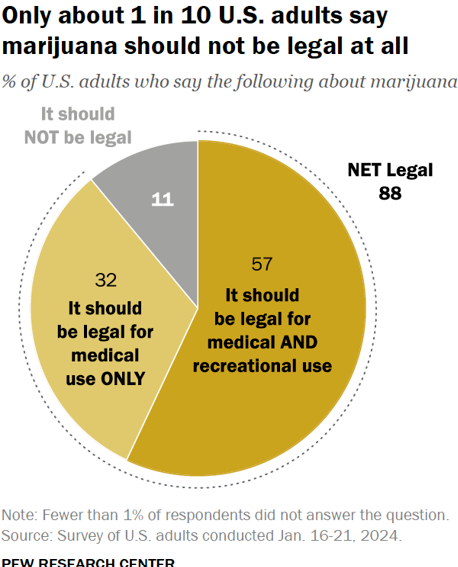 Only about 1 in 10 U.S. adults say
marijuana should not be legal at all
% of U.S. adults who say the following about marijuana
It should
NOT be legal
11
NET Legal
88
32
It should
be legal for
medical
use ONLY
57
It should
be legal for
medical AND
recreational use
Note: Fewer than 1% of respondents did not answer the question.
Source: Survey of U.S. adults conducted Jan. 16-21, 2024.
PEW RESEARCH CENTER